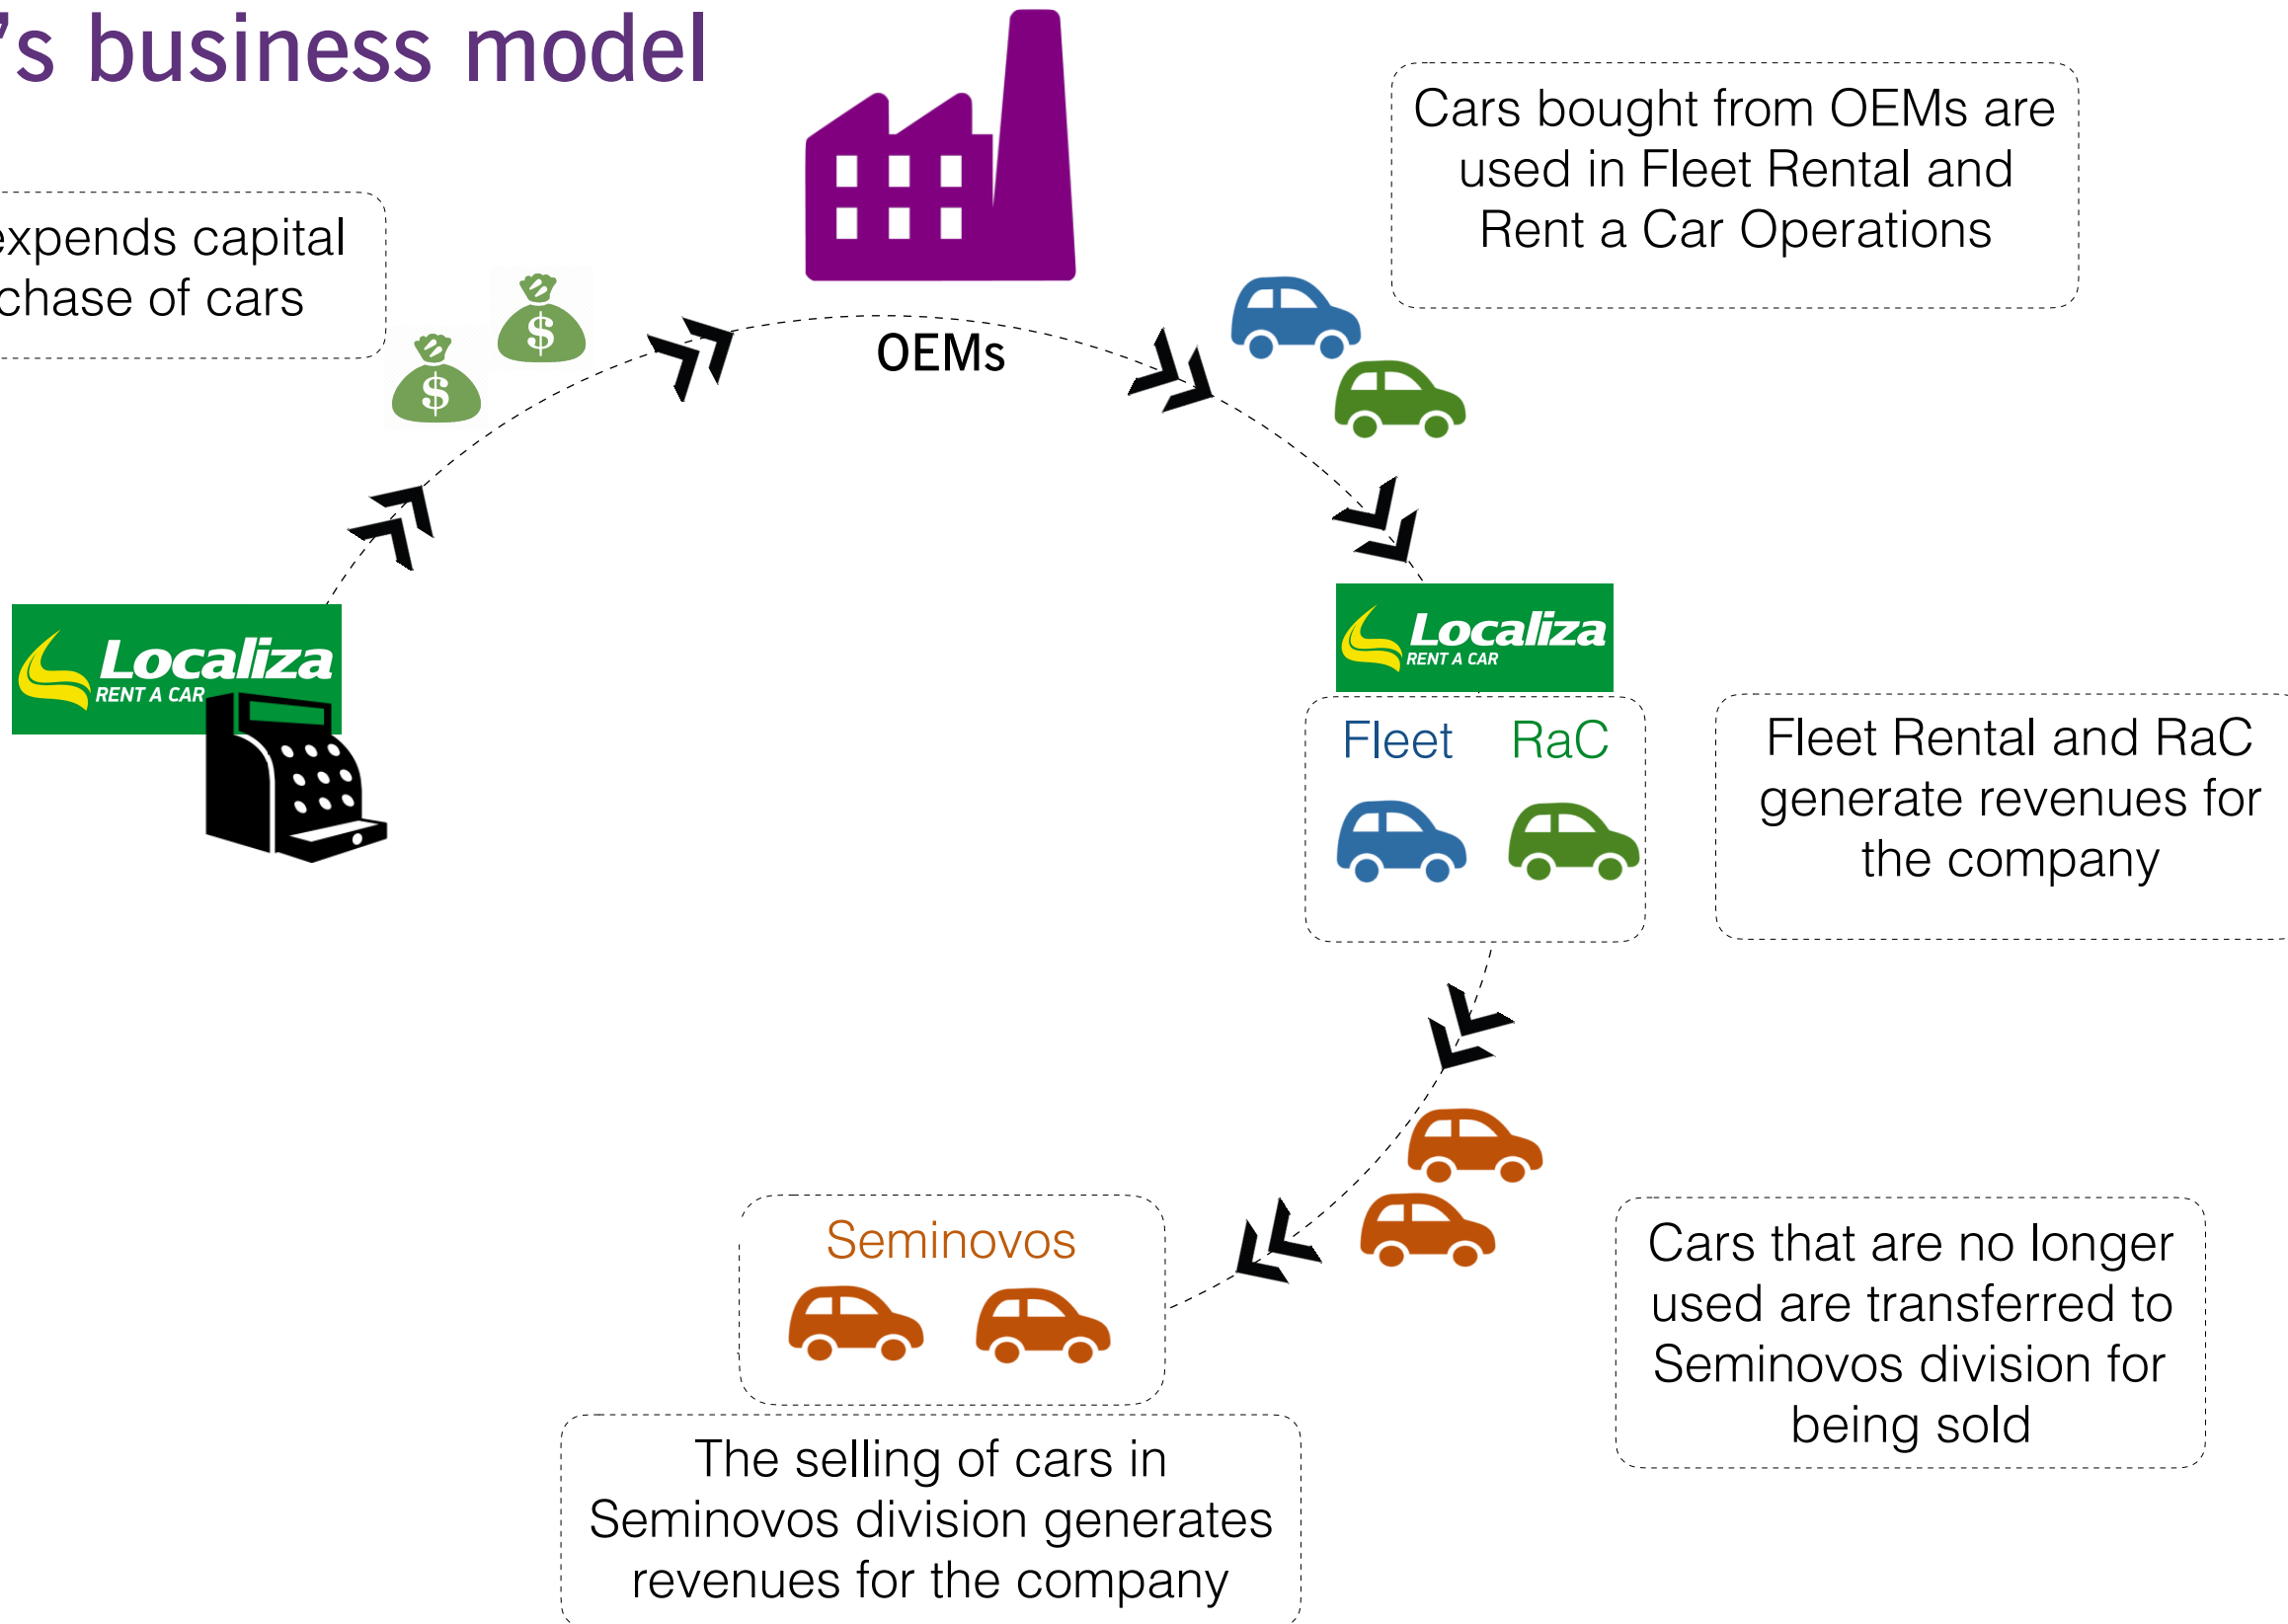 's business model
expends capital
chase of cars
$
$
OEMs
Cars bought from OEMs are
used in Fleet Rental and
Rent a Car Operations
Localiza
RENT A CAR
Localiza
RENT A CAR
Fleet RaC
Fleet Rental and RaC
generate revenues for
the company
Seminovos
Cars that are no longer
used are transferred to
Seminovos division for
being sold
The selling of cars in
Seminovos division generates
revenues for the company